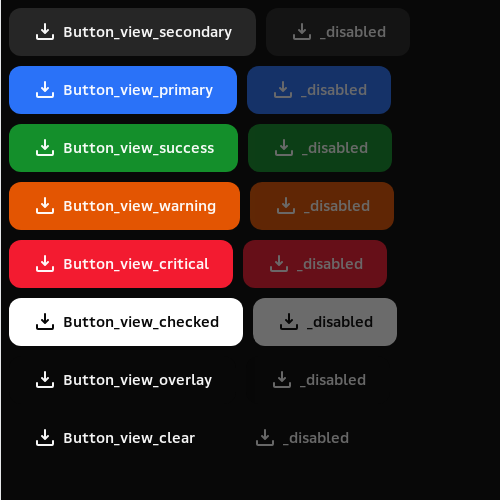 Button_view_secondary _disabled
Button_view_primary _disabled
Button_view_success _disabled
Button_view_warning _disabled
Button_view_critical _disabled
Button_view_checked _disabled
Button_view_overlay _disabled
Button_view_clear _disabled